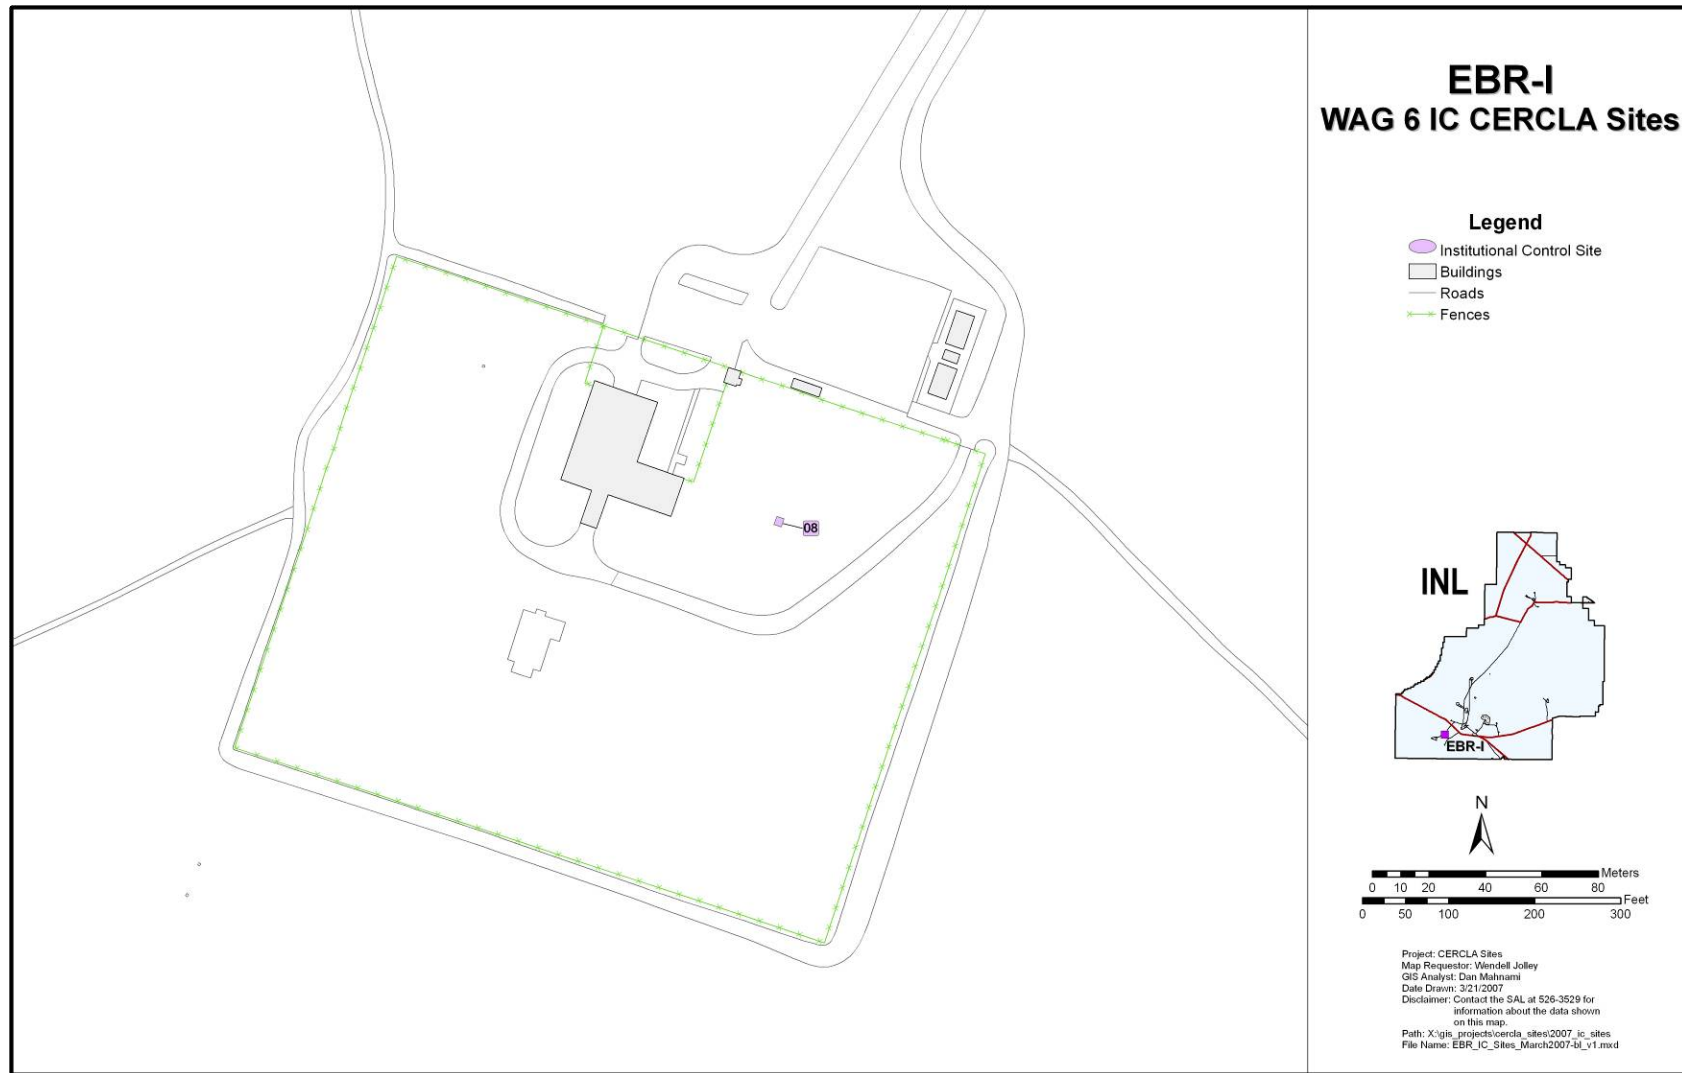 EBR-I
WAG 6 IC CERCLA Sites
Legend
Institutional Control Site
Buildings
Roads
Fences
08
INL
EBR-I
N
Meters
0 10 20 40 60 80
Feet
0 50 100 200 300
Project: CERCLA Sites
Map Requestor: Wendell Jolley
GIS Analyst: Dan Mahnami
Date Drawn: 3/21/2007
Disclaimer: Contact the SAL at 526-3529 for
information about the data shown
on this map.
Path: X:\gis_projects\cercla_sites\2007_ic_sites
File Name: EBR_IC_Sites_March2007-bl_v1.mxd